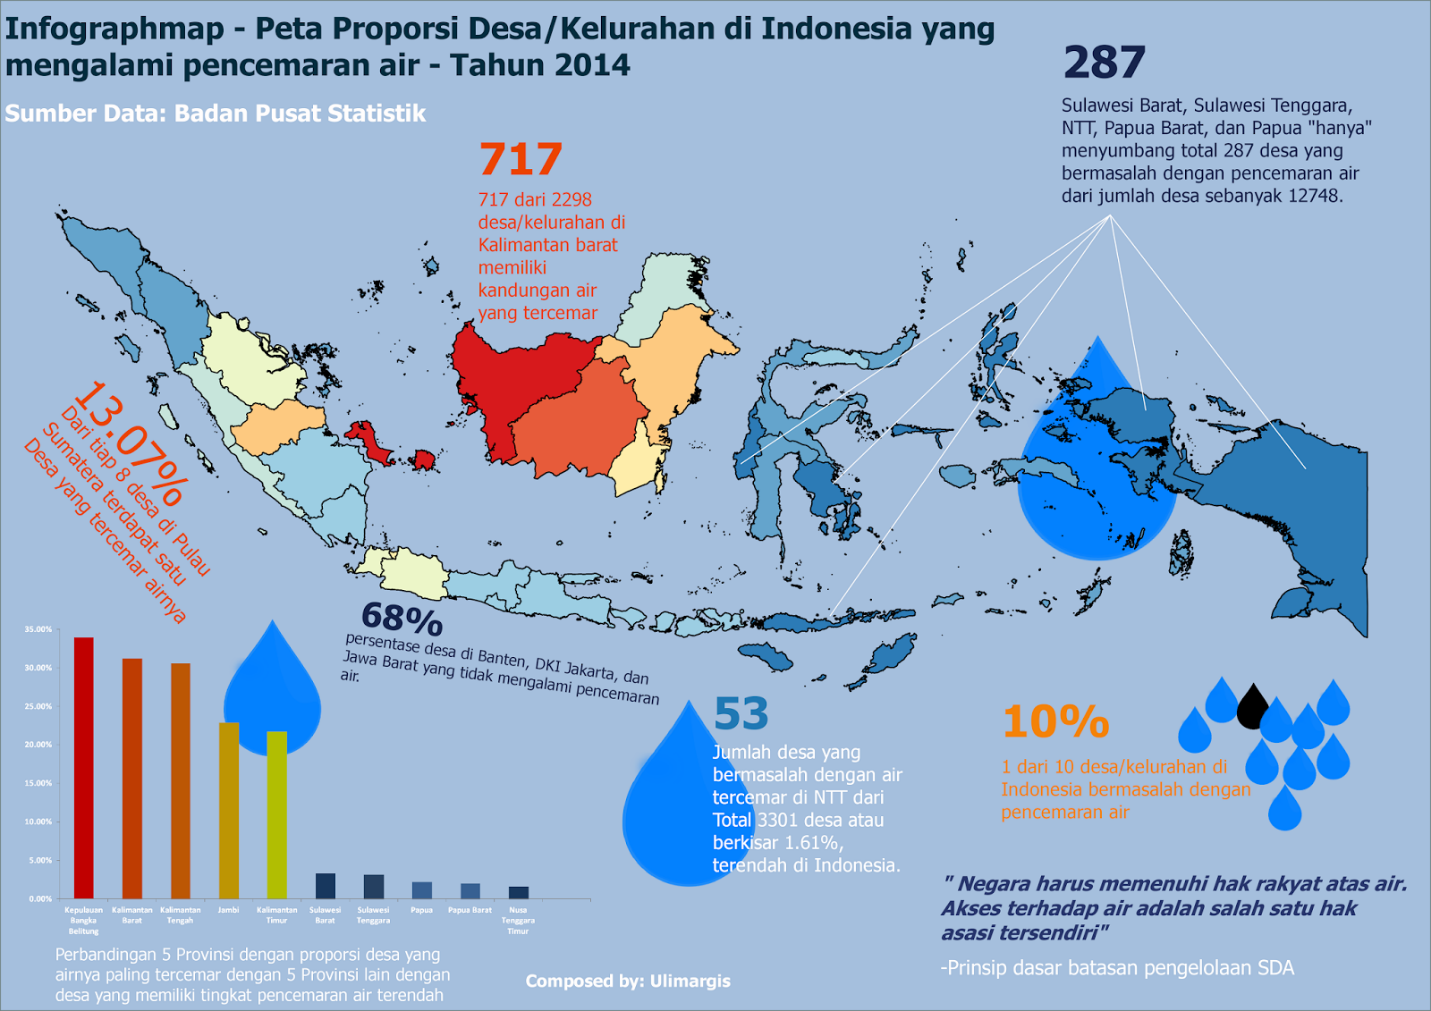 Infographmap - Peta Proporsi Desa/Kelurahan di Indonesia yang
mengalami pencemaran air - Tahun 2014
Sumber Data: Badan Pusat Statistik
287
Sulawesi Barat, Sulawesi Tenggara,
NTT, Papua Barat, dan Papua "hanya"
menyumbang total 287 desa yang
bermasalah dengan pencemaran air
dari jumlah desa sebanyak 12748.
717
717 dari 2298
desa/kelurahan di
Kalimantan barat
memiliki
kandungan air
yang tercemar
13.07%
Dari tiap 8 desa di Pulau
Sumatera terdapat satu
Desa yang tercemar airnya
68%
persentase desa di Banten, DKI Jakarta, dan
Jawa Barat yang tidak mengalami pencemaran
air.
35.00%
30.00%
25.00%
20.00%
15.00%
10.00%
5.00%
0.00%
Kepulauan
Bangka
Belitung
Kalimantan
Barat
Kalimantan
Tengah
Jambi
Kalimantan
Timur
Sulawesi
Barat
Sulawesi
Tenggara
Papua
Papua Barat
Nusa
Tenggara
Timur
Perbandingan 5 Provinsi dengan proporsi desa yang
airnya paling tercemar dengan 5 Provinsi lain dengan
desa yang memiliki tingkat pencemaran air terendah
53
Jumlah desa yang
bermasalah dengan air
tercemar di NTT dari
Total 3301 desa atau
berkisar 1.61%,
terendah di Indonesia.
10%
1 dari 10 desa/kelurahan di
Indonesia bermasalah dengan
pencemaran air
" Negara harus memenuhi hak rakyat atas air.
Akses terhadap air adalah salah satu hak
asasi tersendiri"
-Prinsip dasar batasan pengelolaan SDA
Composed by: Ulimargis